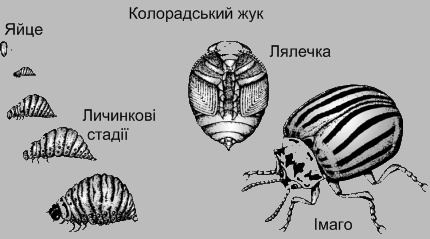 Колорадський жук
Яйце
Лялечка
Личинкові
стадії
Імаго